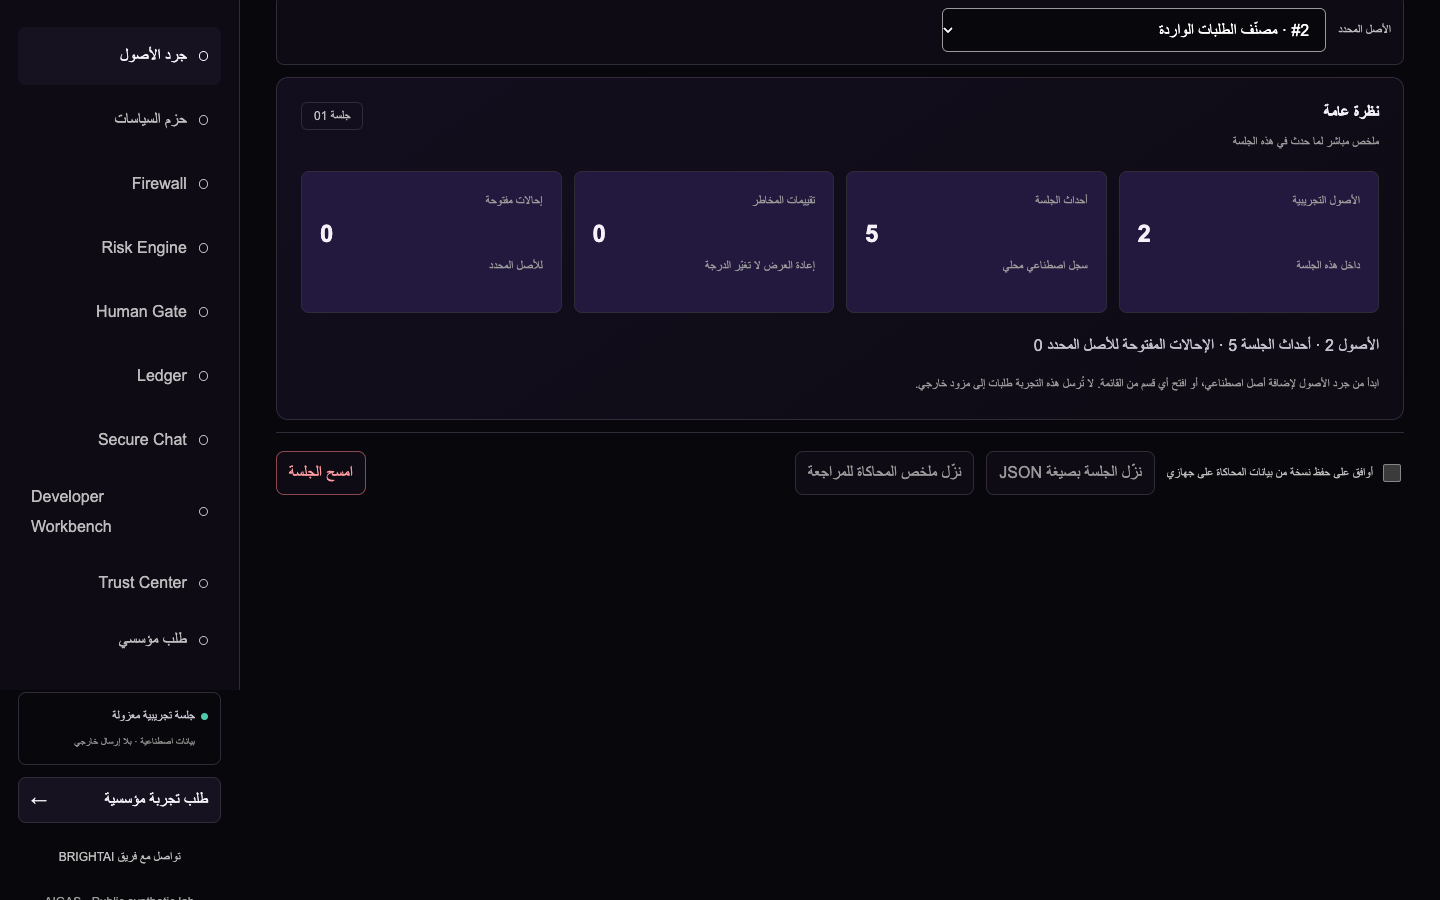 جرد الأصول
حزم السياسات
Firewall
Risk Engine
Human Gate
Ledger
Secure Chat
Developer
Workbench
Trust Center
طلب مؤسسي
جلسة تجريبية معزولة
بيانات اصطناعية · بلا إرسال خارجي
طلب تجربة مؤسسية ←
تواصل مع فريق BRIGHTAI
الأصل المحدد
#2 · مصنّف الطلبات الواردة
نظرة عامة
جلسة 01
ملخص مباشر لما حدث في هذه الجلسة
الأصول التجريبية
2
داخل هذه الجلسة
أحداث الجلسة
5
سجل اصطناعي محلي
تقييمات المخاطر
0
إعادة العرض لا تغيّر الدرجة
إحالات مفتوحة
0
للأصل المحدد
الأصول 2 · أحداث الجلسة 5 · الإحالات المفتوحة للأصل المحدد 0
ابدأ من جرد الأصول لإضافة أصل اصطناعي، أو افتح أي قسم من القائمة. لا تُرسل هذه التجربة طلبات إلى مزود خارجي.
أوافق على حفظ نسخة من بيانات المحاكاة على جهازي
نزّل الجلسة بصيغة JSON
نزّل ملخص المحاكاة للمراجعة
امسح الجلسة